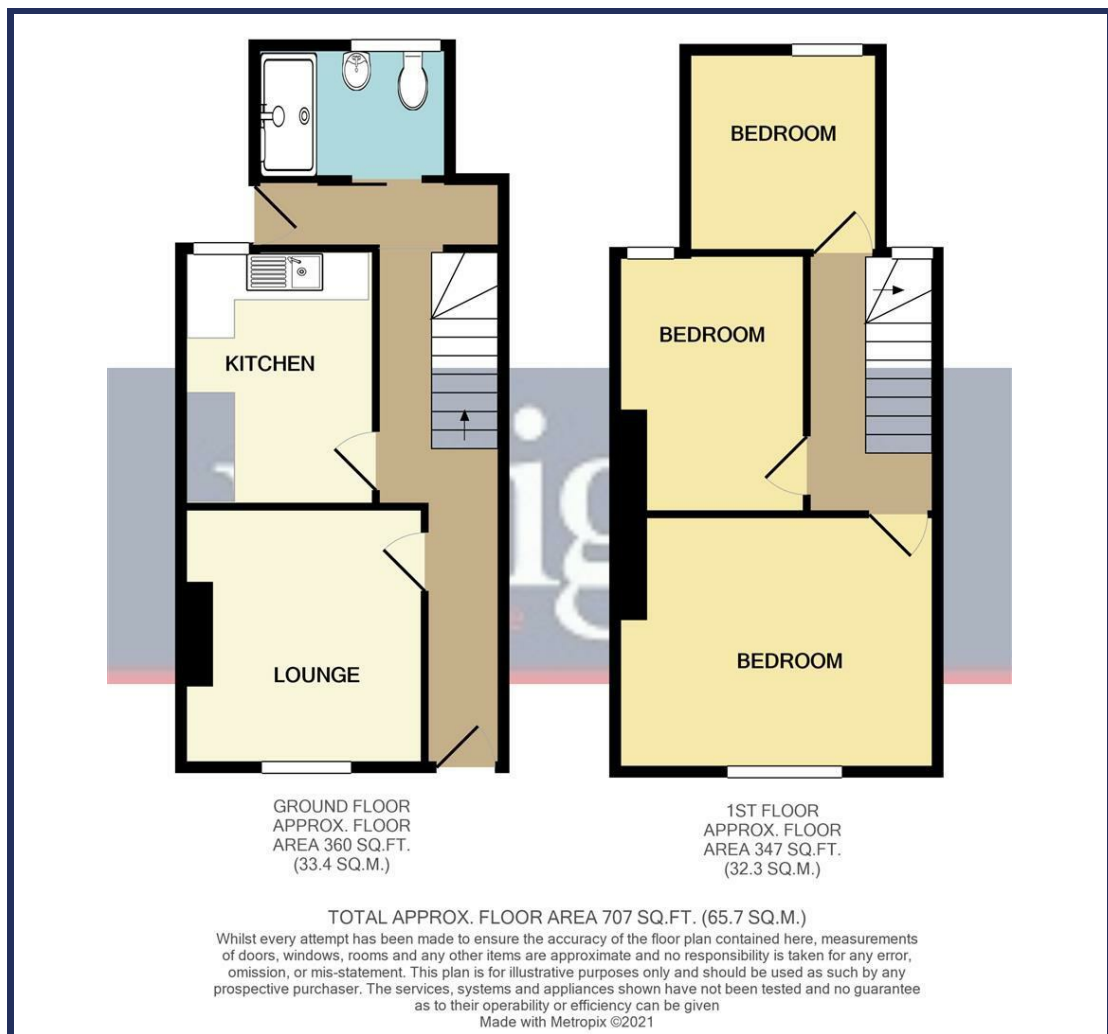 BEDROOM
BEDROOM
KITCHEN
BEDROOM
LOUNGE
GROUND FLOOR
APPROX. FLOOR
AREA 360 SQ.FT.
(33.4 SQ.M.)
1ST FLOOR
APPROX. FLOOR
AREA 347 SQ.FT.
(32.3 SQ.M.)
TOTAL APPROX. FLOOR AREA 707 SQ.FT. (65.7 SQ.M.)
Whilst every attempt has been made to ensure the accuracy of the floor plan contained here, measurements
of doors, windows, rooms and any other items are approximate and no responsibility is taken for any error,
omission, or mis-statement. This plan is for illustrative purposes only and should be used as such by any
prospective purchaser. The services, systems and appliances shown have not been tested and no guarantee
as to their operability or efficiency can be given
Made with Metropix ©2021